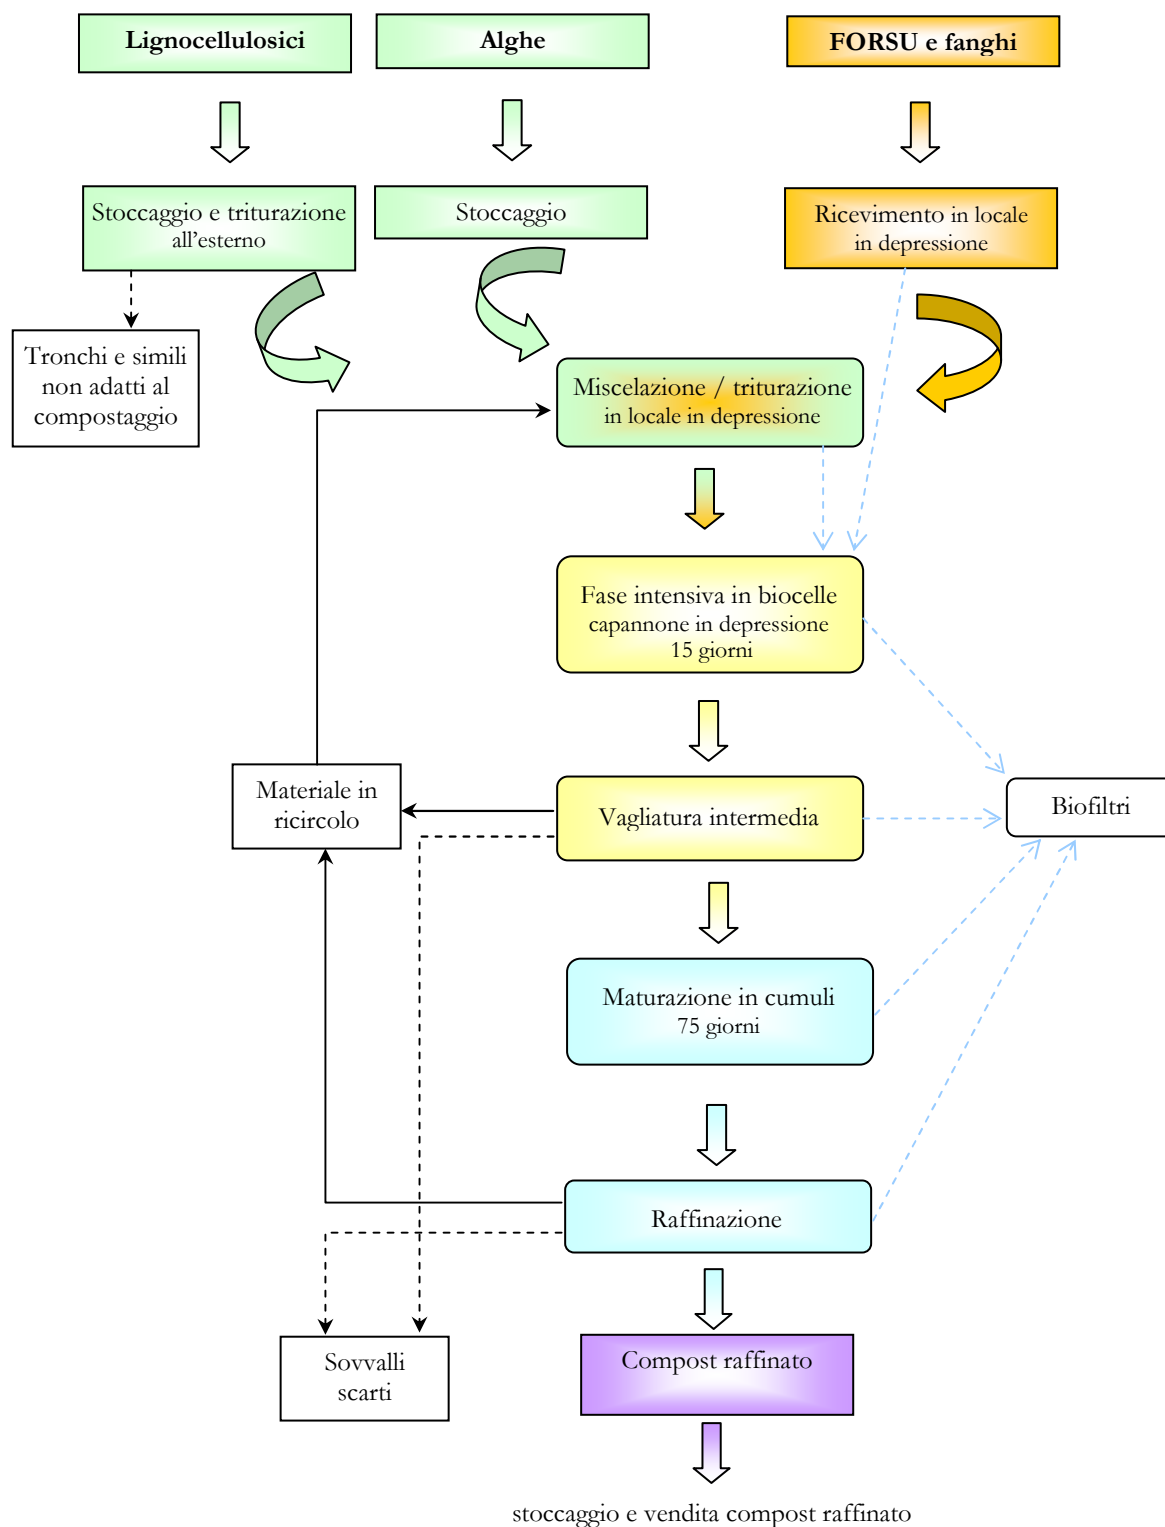 Lignocellulosici
Alghe
FORSU e fanghi
Stoccaggio e triturazione
all'esterno
Stoccaggio
Ricevimento in locale
in depressione
Tronchi e simili
non adatti al
compostaggio
Miscelazione / triturazione
in locale in depressione
Fase intensiva in biocelle
capannone in depressione
15 giorni
Materiale in
ricircolo
Vagliatura intermedia
Biofiltri
Maturazione in cumuli
75 giorni
Raffinazione
Sovvalli
scarti
Compost raffinato
stoccaggio e vendita compost raffinato